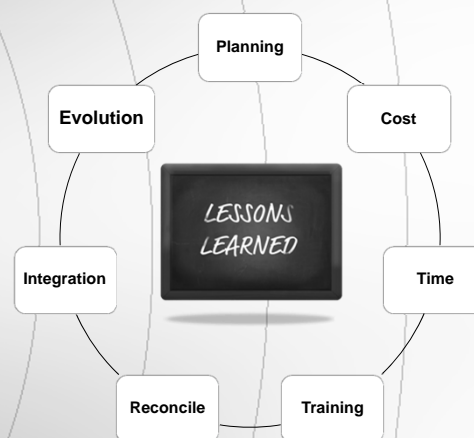 Planning
Cost
Time
Training
Reconcile
Integration
Evolution
LESSONS
LEARNED